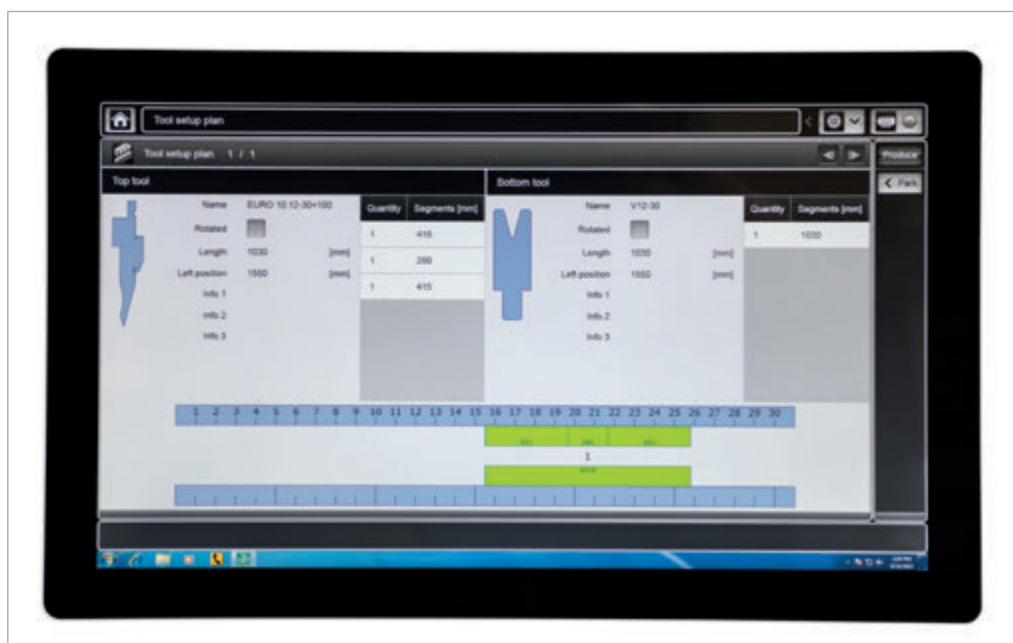 Tool setup plan
Tool setup plan 1 / 1
Produce
Park
Top tool
Name EURO 10.12-30+100
Rotated
Length 1030 [mm]
Left position 1550 [mm]
Info 1
Info 2
Info 3
Quantity Segments [mm]
1 415
1 200
1 415
Bottom tool
Name V12-30
Rotated
Length 1030 [mm]
Left position 1550 [mm]
Info 1
Info 2
Info 3
Quantity Segments [mm]
1 1030
1 2 3 4 5 6 7 8 9 10 11 12 13 14 15 16 17 18 19 20 21 22 23 24 25 26 27 28 29 30
1